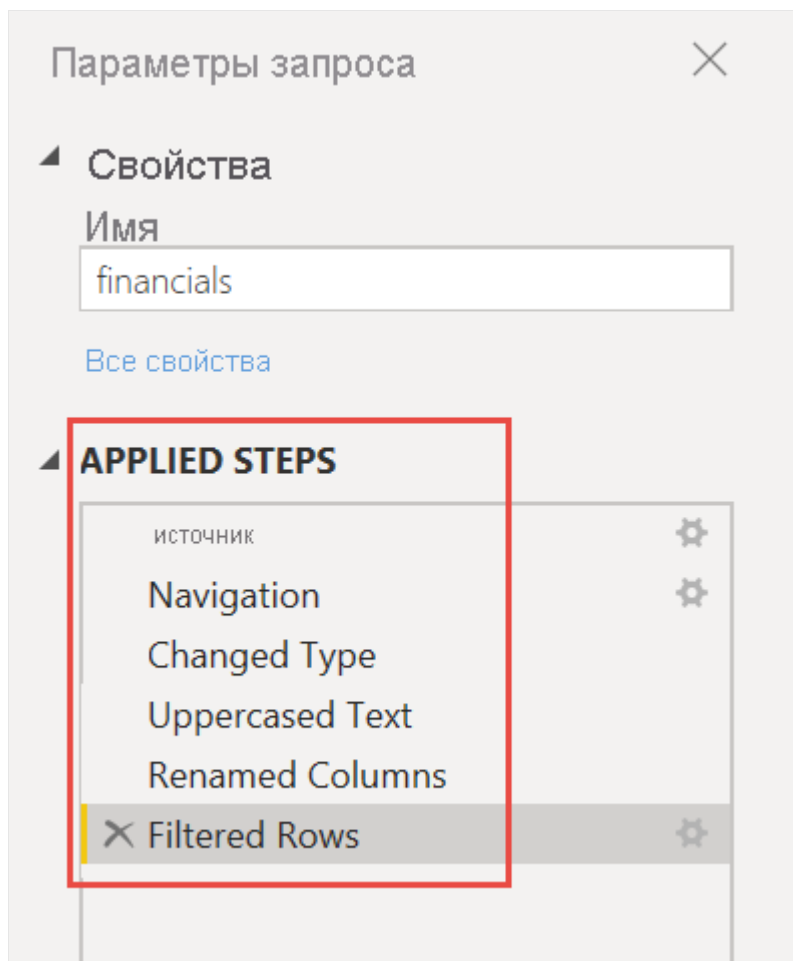 Параметры запроса
Свойства
Имя
financials
Все свойства
APPLIED STEPS
источник
Navigation
Changed Type
Uppercased Text
Renamed Columns
Filtered Rows